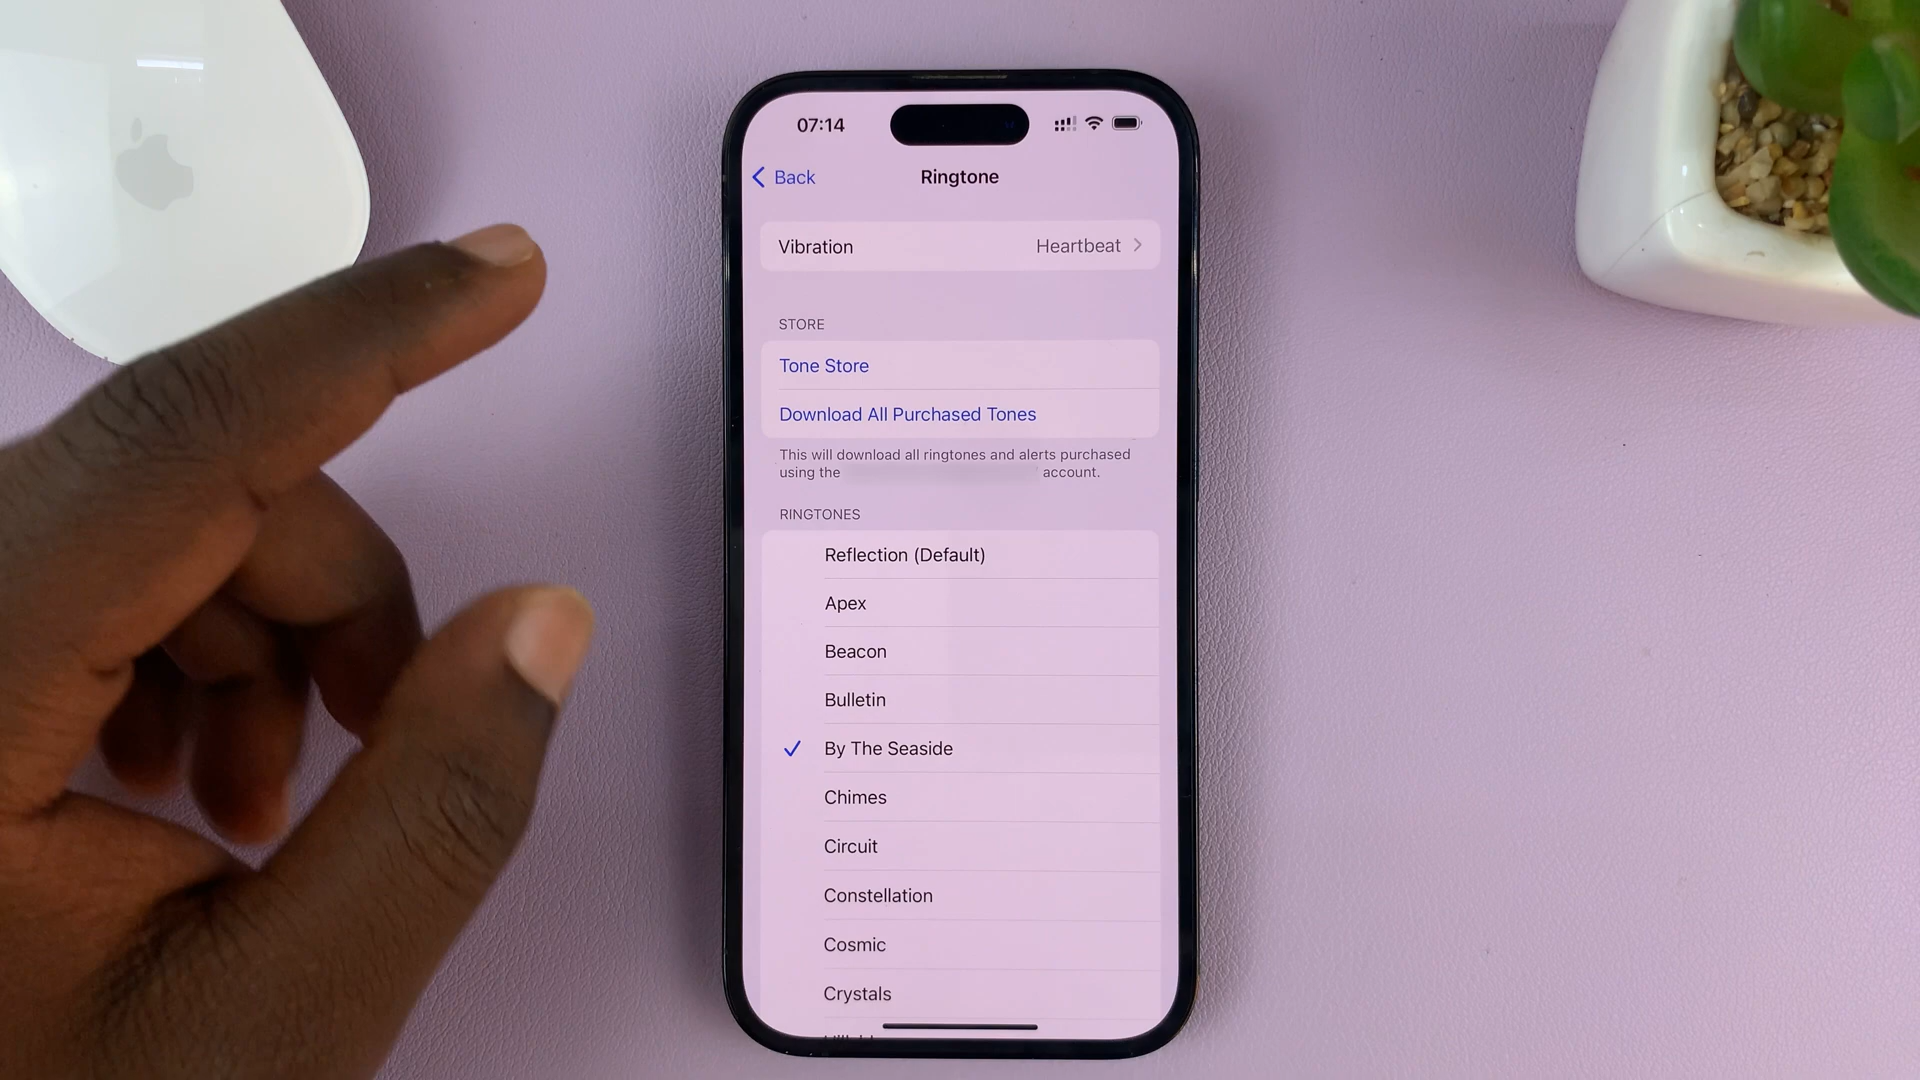 07:14
Back
Ringtone
Vibration
Heartbeat
STORE
Tone Store
Download All Purchased Tones
This will download all ringtones and alerts purchased
using the account.
RINGTONES
Reflection (Default)
Apex
Beacon
Bulletin
By The Seaside
Chimes
Circuit
Constellation
Cosmic
Crystals